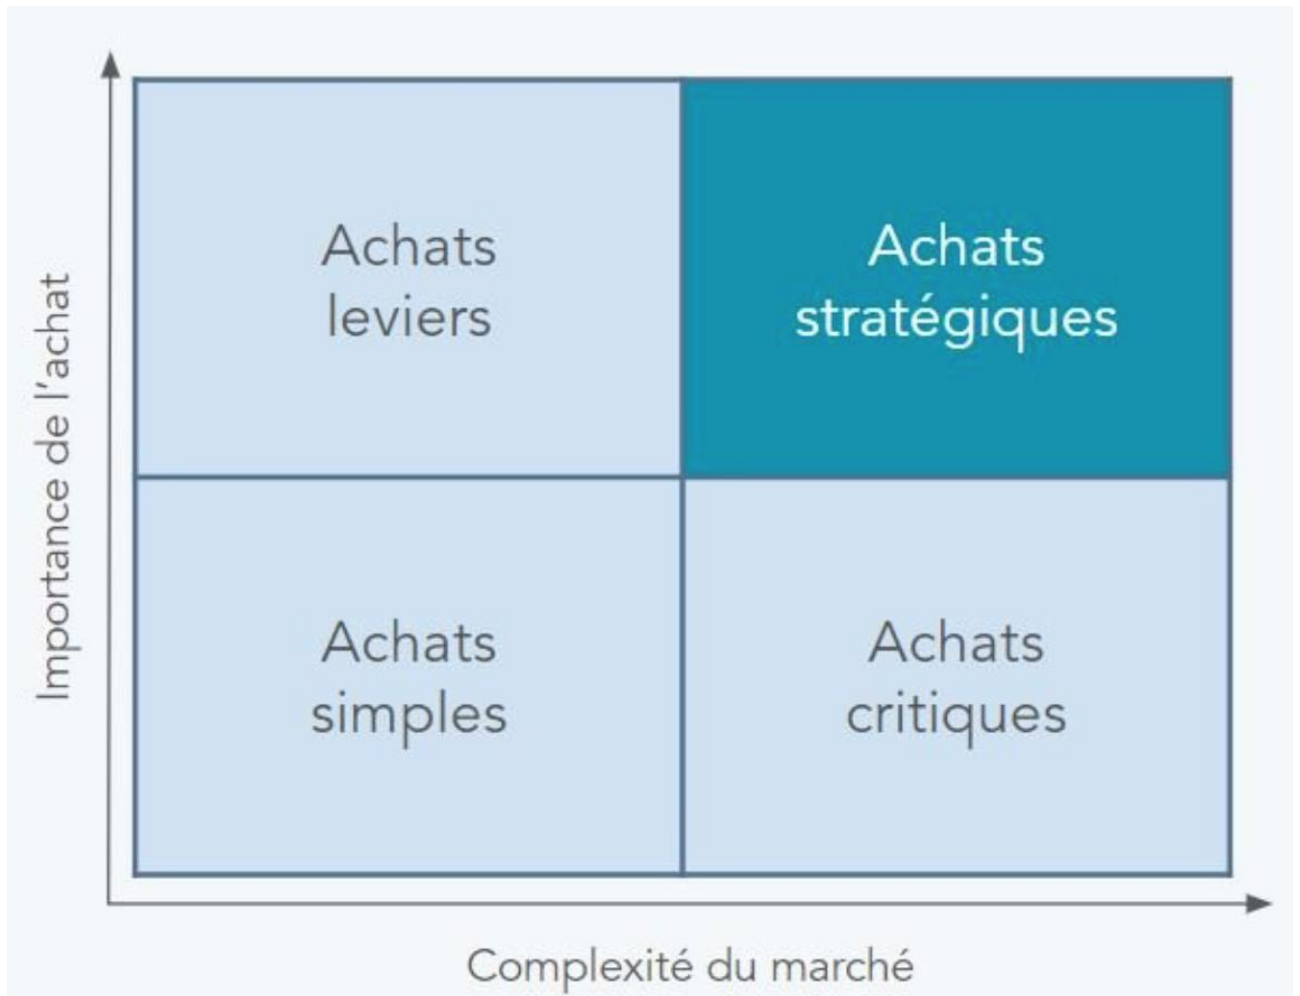 Importance de l'achat
Achats
leviers
Achats
stratégiques
Achats
simples
Achats
critiques
Complexité du marché